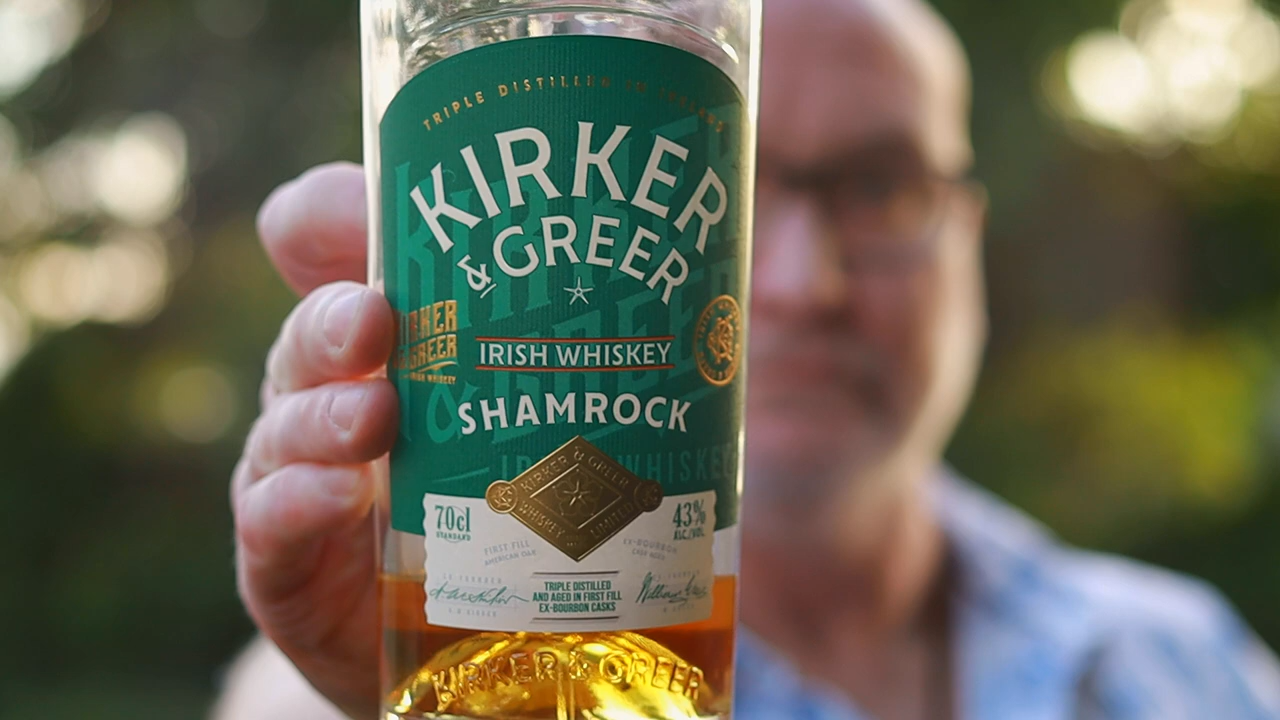 TRIPLE DISTILLED IN IRELAND
KIRKER
& GREER
IRISH WHISKEY
SHAMROCK
KIRKER
& GREER
IRISH WHISKEY
KIRKER & GREER
WHISKEY LIMITED
70cl
STANDARD
43%
ALC/VOL
FIRST FILL
AMERICAN OAK
EX-BOURBON
CASK AGED
TRIPLE DISTILLED
AND AGED IN FIRST FILL
EX-BOURBON CASKS
KIRKER & GREER